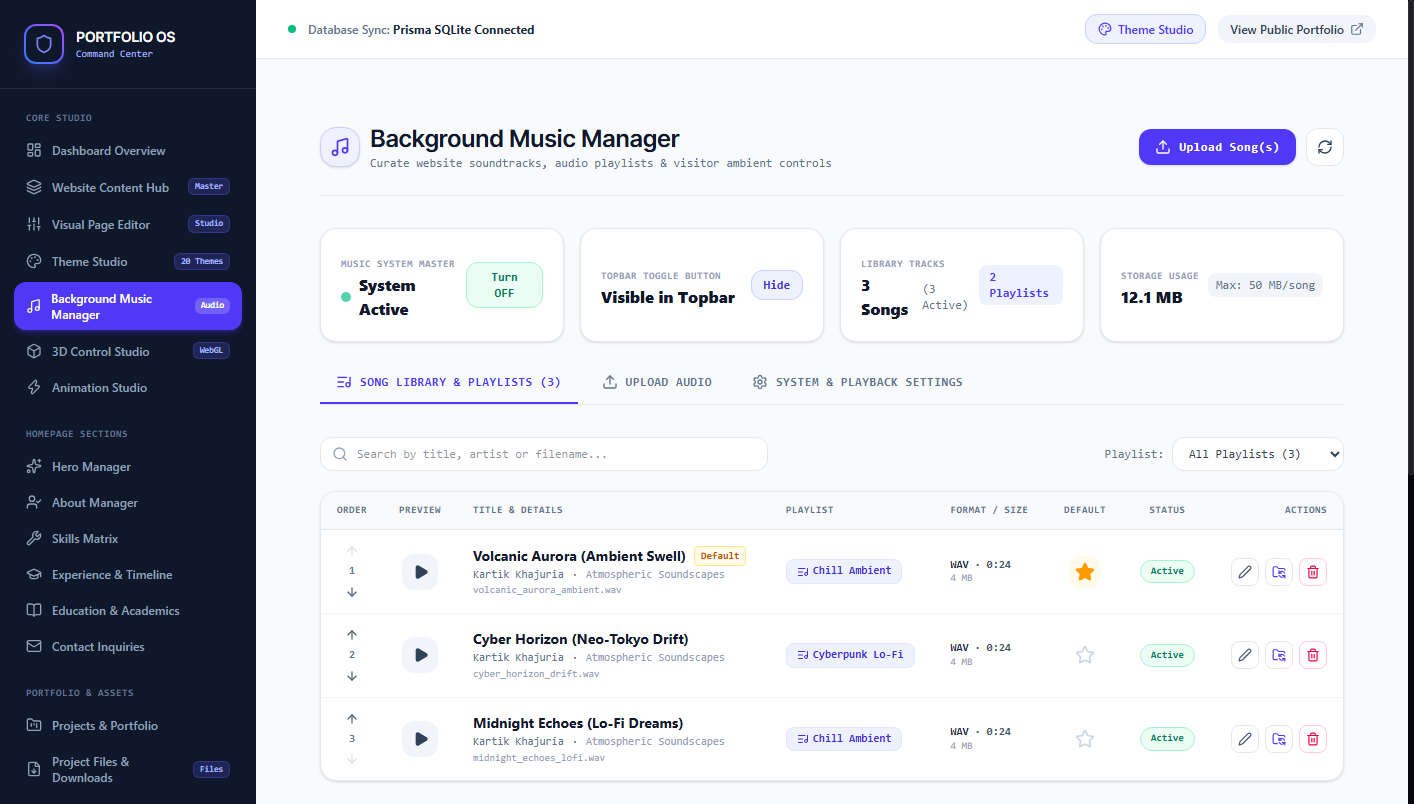 PORTFOLIO OS
Command Center
CORE STUDIO
Dashboard Overview
Website Content Hub Master
Visual Page Editor Studio
Theme Studio 20 Themes
Background Music
Manager
Audio
3D Control Studio WebGL
Animation Studio
HOMEPAGE SECTIONS
Hero Manager
About Manager
Skills Matrix
Experience & Timeline
Education & Academics
Contact Inquiries
PORTFOLIO & ASSETS
Projects & Portfolio
Project Files &
Downloads
Files
Database Sync: Prisma SQLite Connected
Theme Studio
View Public Portfolio
Background Music Manager
Curate website soundtracks, audio playlists & visitor ambient controls
Upload Song(s)
MUSIC SYSTEM MASTER
System
Active
Turn
OFF
TOPBAR TOGGLE BUTTON
Visible in Topbar
Hide
LIBRARY TRACKS
3
Songs
(3
Active)
2
Playlists
STORAGE USAGE
12.1 MB
Max: 50 MB/song
SONG LIBRARY & PLAYLISTS (3)
UPLOAD AUDIO
SYSTEM & PLAYBACK SETTINGS
Search by title, artist or filename...
Playlist: All Playlists (3)
ORDER PREVIEW TITLE & DETAILS PLAYLIST FORMAT / SIZE DEFAULT STATUS ACTIONS
1
Volcanic Aurora (Ambient Swell) Default
Kartik Khajuria · Atmospheric Soundscapes
volcanic_aurora_ambient.wav
Chill Ambient
WAV · 0:24
4 MB
Active
2
Cyber Horizon (Neo-Tokyo Drift)
Kartik Khajuria · Atmospheric Soundscapes
cyber_horizon_drift.wav
Cyberpunk Lo-Fi
WAV · 0:24
4 MB
Active
3
Midnight Echoes (Lo-Fi Dreams)
Kartik Khajuria · Atmospheric Soundscapes
midnight_echoes_lofi.wav
Chill Ambient
WAV · 0:24
4 MB
Active